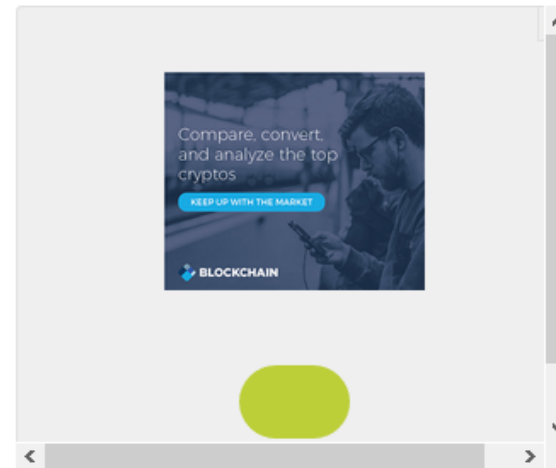 Compare, convert,
and analyze the top
cryptos
KEEP UP WITH THE MARKET
BLOCKCHAIN